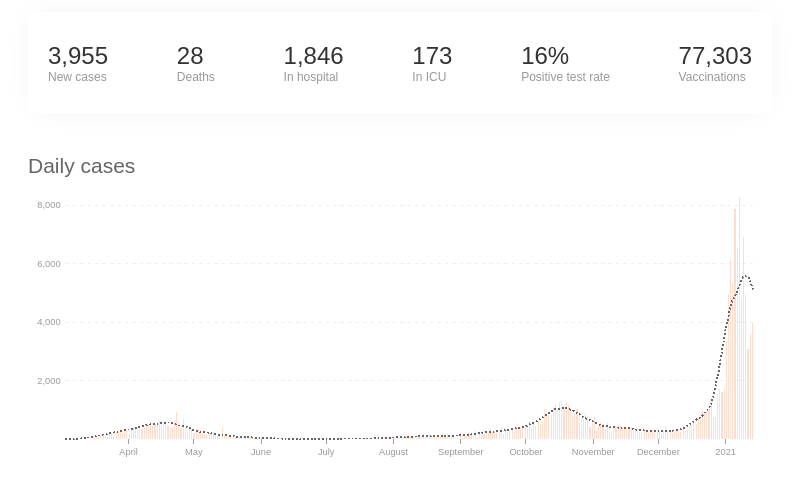 3,955 28 1,846 173 16% 77,303
New cases Deaths In hospital In ICU Positive test rate Vaccinations
Daily cases
8,000
6,000
4,000
2,000
April May June July August September October November December 2021